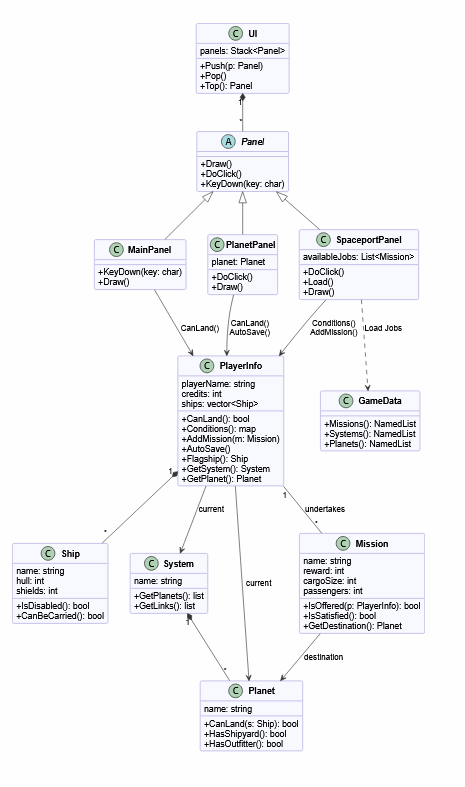 C UI
panels: Stack<Panel>
+Push(p: Panel)
+Pop()
+Top(): Panel
1
*
A Panel
+Draw()
+DoClick()
+KeyDown(key: char)
C MainPanel
+KeyDown(key: char)
+Draw()
C PlanetPanel
planet: Planet
+DoClick()
+Draw()
C SpaceportPanel
availableJobs: List<Mission>
+DoClick()
+Load()
+Draw()
CanLand()
CanLand()
AutoSave()
Conditions()
AddMission()
Load Jobs
C PlayerInfo
playerName: string
credits: int
ships: vector<Ship>
+CanLand(): bool
+Conditions(): map
+AddMission(m: Mission)
+AutoSave()
+Flagship(): Ship
+GetSystem(): System
+GetPlanet(): Planet
C GameData
+Missions(): NamedList
+Systems(): NamedList
+Planets(): NamedList
1
*
current
current
1
undertakes
*
C Ship
name: string
hull: int
shields: int
+IsDisabled(): bool
+CanBeCarried(): bool
C System
name: string
+GetPlanets(): list
+GetLinks(): list
C Mission
name: string
reward: int
cargoSize: int
passengers: int
+IsOffered(p: PlayerInfo): bool
+IsSatisfied(): bool
+GetDestination(): Planet
1
*
destination
C Planet
name: string
+CanLand(s: Ship): bool
+HasShipyard(): bool
+HasOutfitter(): bool